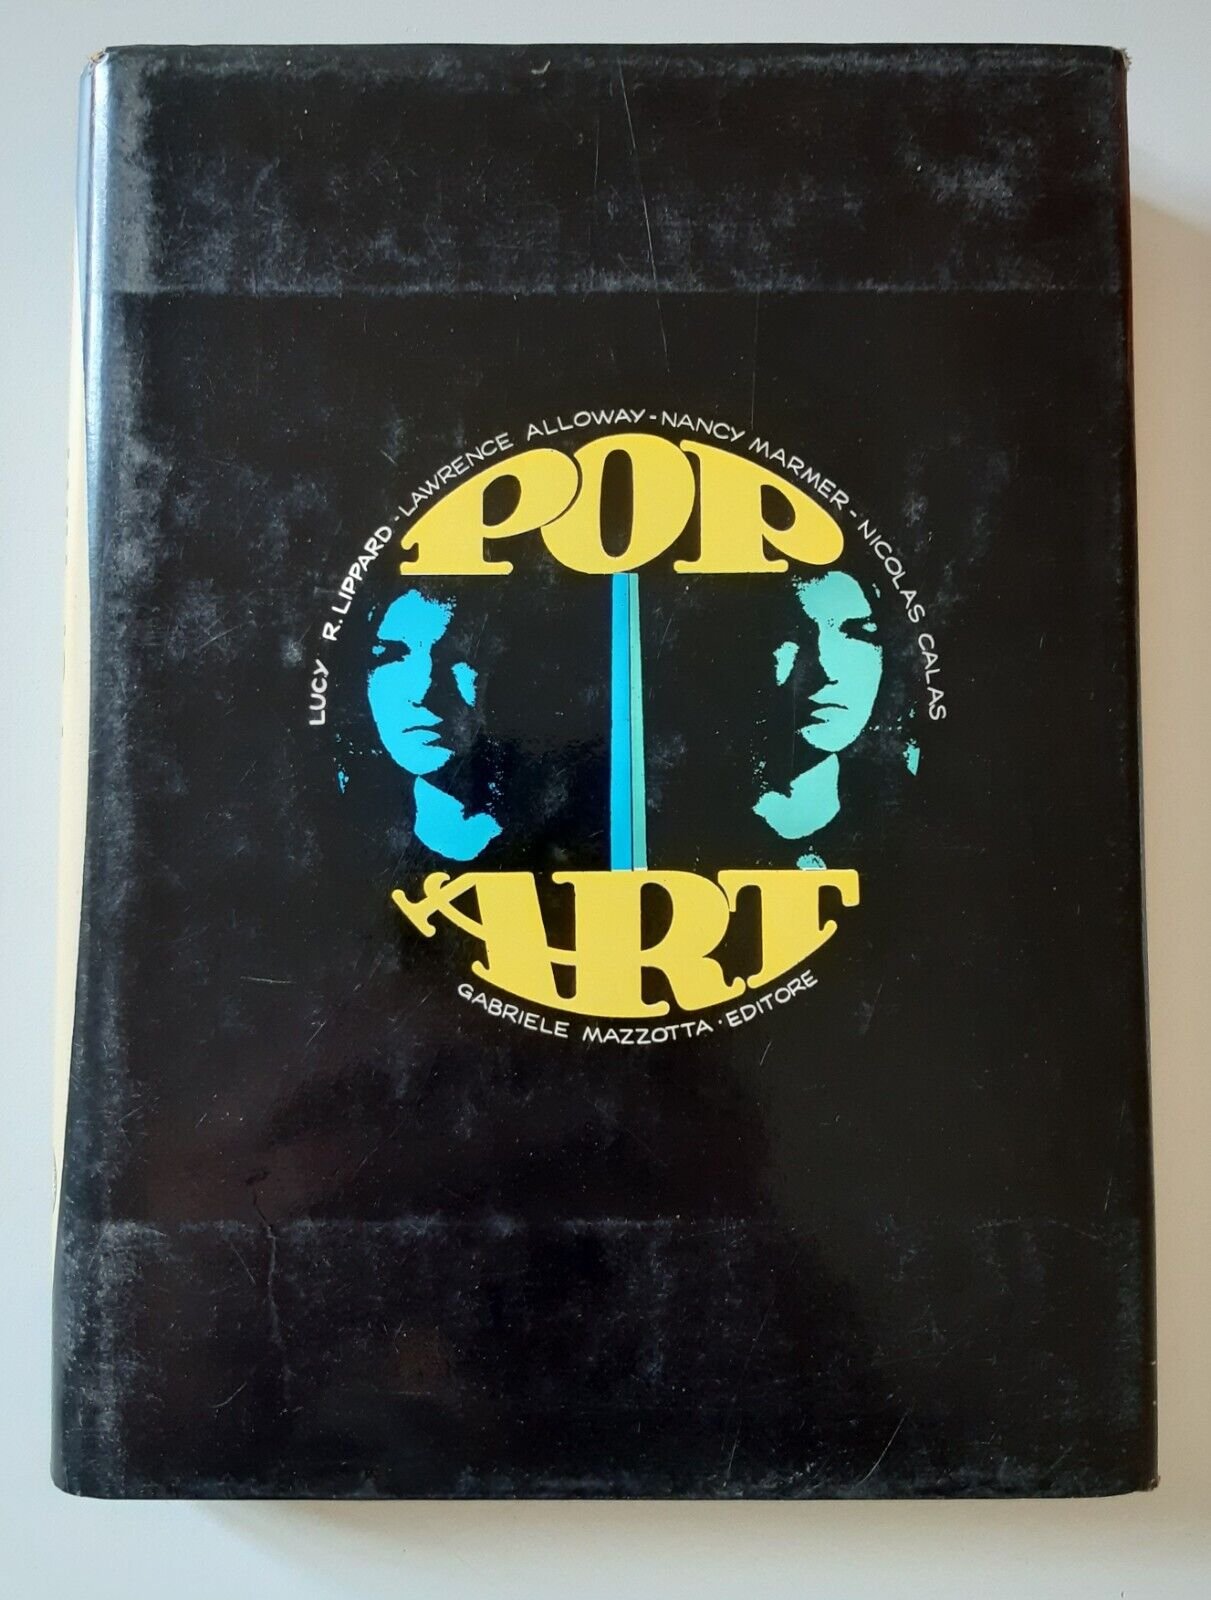 LUCY R. LIPPARD · LAWRENCE ALLOWAY - NANCY MARMER - NICOLAS CALAS
POP
ART
GABRIELE MAZZOTTA · EDITORE